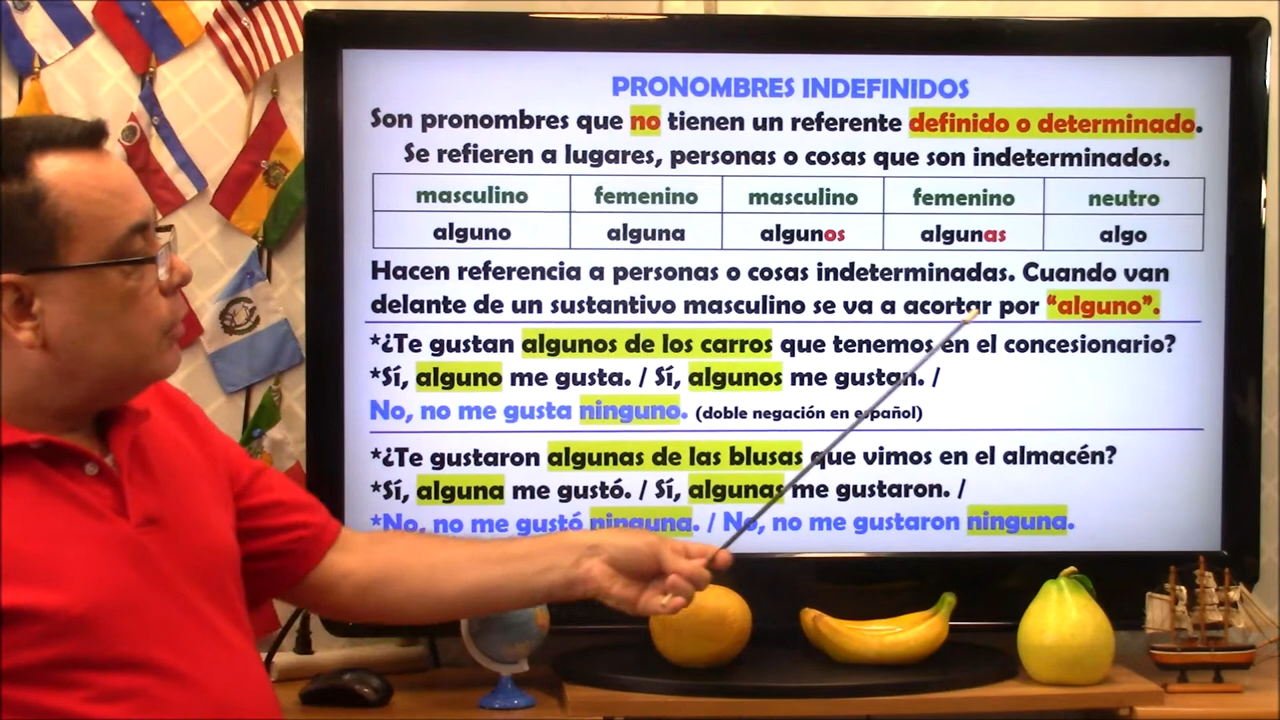 PRONOMBRES INDEFINIDOS
Son pronombres que no tienen un referente definido o determinado.
Se refieren a lugares, personas o cosas que son indeterminados.
masculino femenino masculino femenino neutro
alguno alguna algunos algunas algo
Hacen referencia a personas o cosas indeterminadas. Cuando van
delante de un sustantivo masculino se va a acortar por “alguno”.
*¿Te gustan algunos de los carros que tenemos en el concesionario?
*Sí, alguno me gusta. / Sí, algunos me gustan. /
No, no me gusta ninguno. (doble negación en español)
*¿Te gustaron algunas de las blusas que vimos en el almacén?
*Sí, alguna me gustó. / Sí, algunas me gustaron. /
*No, no me gustó ninguna. / No, no me gustaron ninguna.